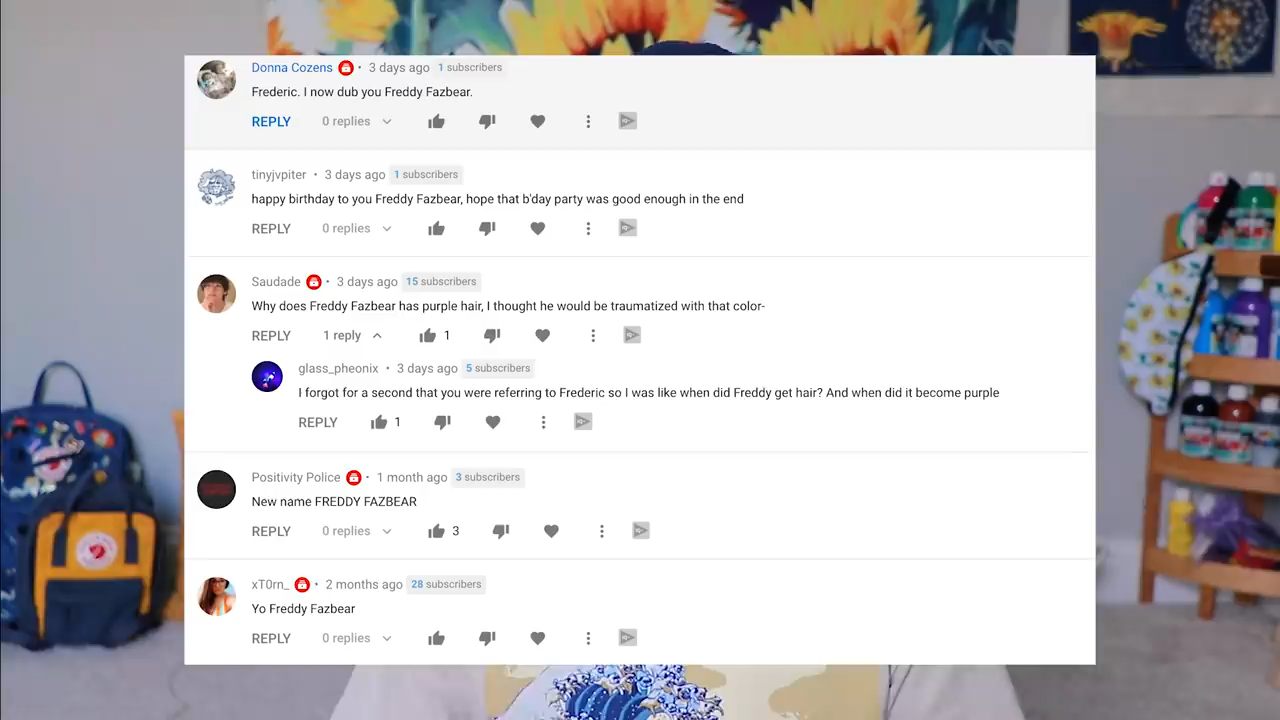 Donna Cozens • 3 days ago 1 subscribers
Frederic. I now dub you Freddy Fazbear.
REPLY 0 replies
tinyjvpiter • 3 days ago 1 subscribers
happy birthday to you Freddy Fazbear, hope that b'day party was good enough in the end
REPLY 0 replies
Saudade • 3 days ago 15 subscribers
Why does Freddy Fazbear has purple hair, I thought he would be traumatized with that color-
REPLY 1 reply 1
glass_pheonix • 3 days ago 5 subscribers
I forgot for a second that you were referring to Frederic so I was like when did Freddy get hair? And when did it become purple
REPLY 1
Positivity Police • 1 month ago 3 subscribers
New name FREDDY FAZBEAR
REPLY 0 replies 3
xT0rn_ • 2 months ago 28 subscribers
Yo Freddy Fazbear
REPLY 0 replies